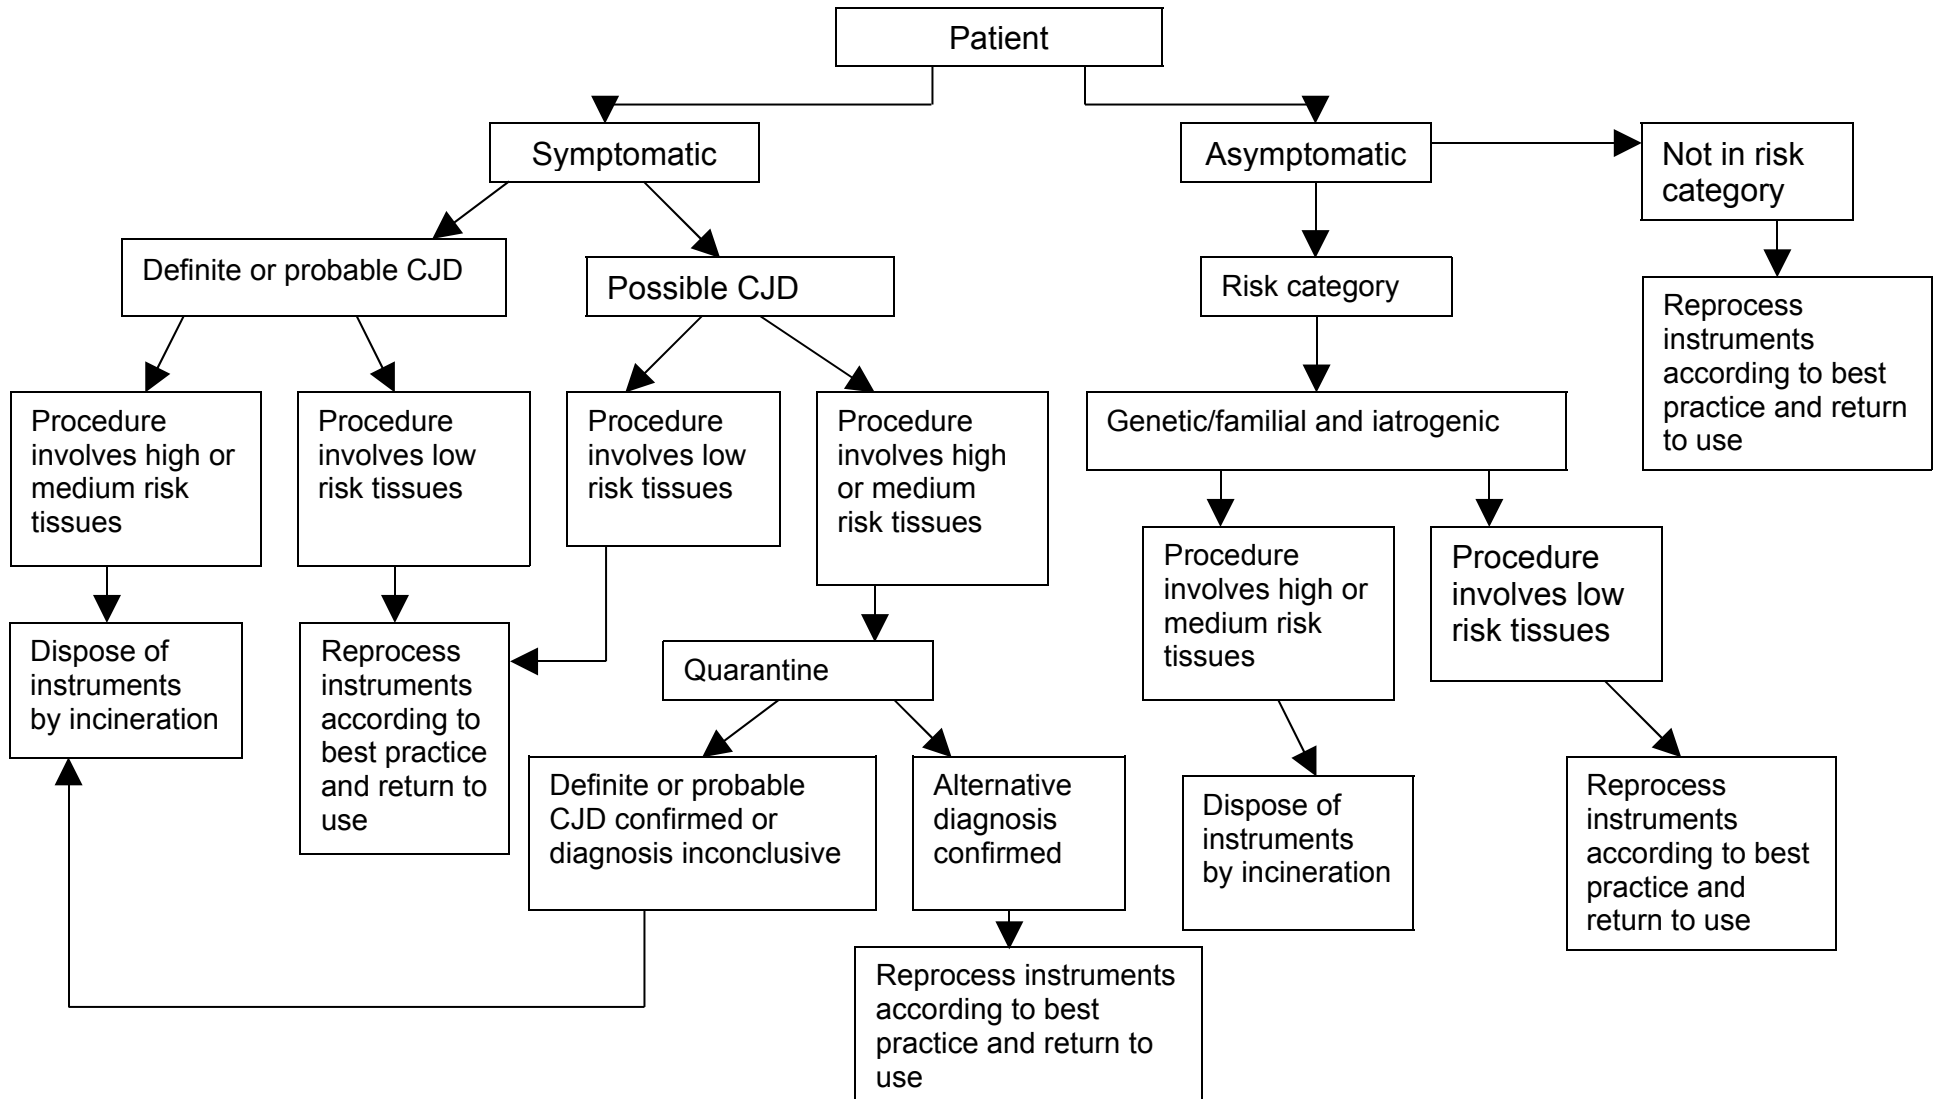 Patient
Symptomatic
Asymptomatic
Not in risk
category
Definite or probable CJD
Possible CJD
Risk category
Reprocess
instruments
according to best
practice and return
to use
Procedure
involves high or
medium risk
tissues
Procedure
involves low
risk tissues
Procedure
involves low
risk tissues
Procedure
involves high
or medium
risk tissues
Genetic/familial and iatrogenic
Procedure
involves high or
medium risk
tissues
Procedure
involves low
risk tissues
Dispose of
instruments
by incineration
Reprocess
instruments
according to
best practice
and return to
use
Quarantine
Definite or probable
CJD confirmed or
diagnosis inconclusive
Alternative
diagnosis
confirmed
Dispose of
instruments
by incineration
Reprocess
instruments
according to best
practice and
return to use
Reprocess instruments
according to best
practice and return to
use